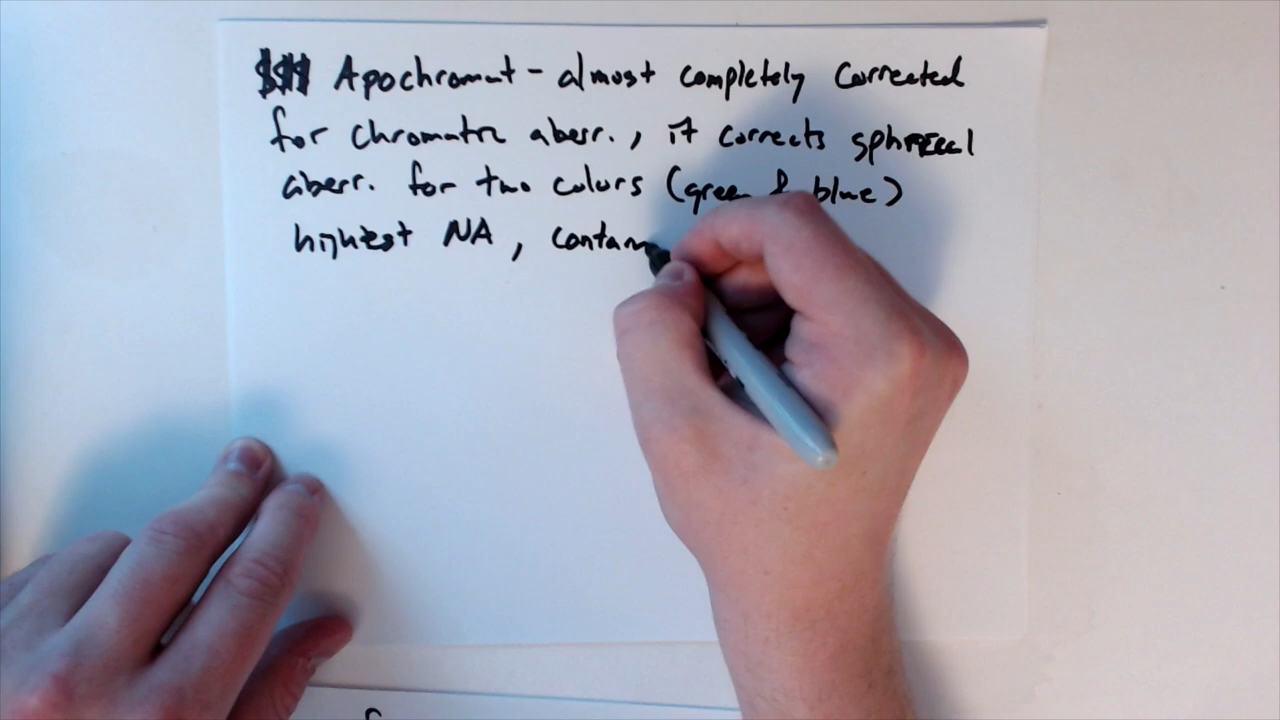 $$$ Apochromat - almost completely corrected
for chromatic aberr., it corrects spherical
aberr. for two colors (green & blue)
highest NA, contain